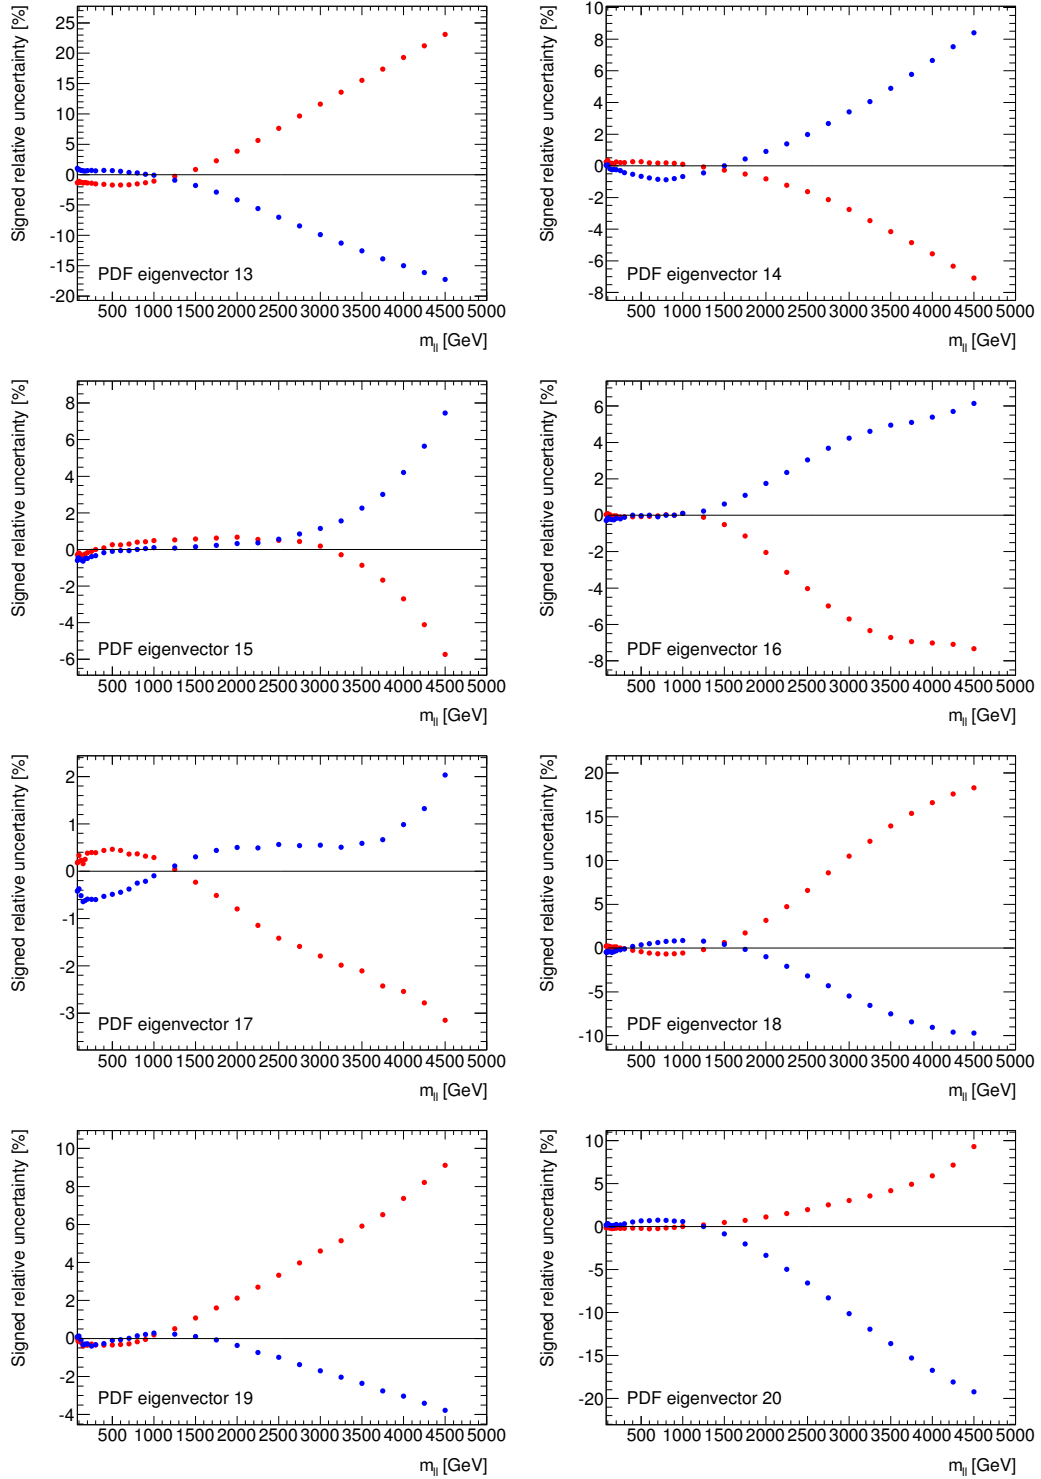 Signed relative uncertainty [%]
25
20
15
10
5
0
-5
-10
-15
-20
PDF eigenvector 13
500 1000 1500 2000 2500 3000 3500 4000 4500 5000
m_ll [GeV]
Signed relative uncertainty [%]
10
8
6
4
2
0
-2
-4
-6
-8
PDF eigenvector 14
500 1000 1500 2000 2500 3000 3500 4000 4500 5000
m_ll [GeV]
Signed relative uncertainty [%]
8
6
4
2
0
-2
-4
-6
PDF eigenvector 15
500 1000 1500 2000 2500 3000 3500 4000 4500 5000
m_ll [GeV]
Signed relative uncertainty [%]
6
4
2
0
-2
-4
-6
-8
PDF eigenvector 16
500 1000 1500 2000 2500 3000 3500 4000 4500 5000
m_ll [GeV]
Signed relative uncertainty [%]
2
1
0
-1
-2
-3
PDF eigenvector 17
500 1000 1500 2000 2500 3000 3500 4000 4500 5000
m_ll [GeV]
Signed relative uncertainty [%]
20
15
10
5
0
-5
-10
PDF eigenvector 18
500 1000 1500 2000 2500 3000 3500 4000 4500 5000
m_ll [GeV]
Signed relative uncertainty [%]
10
8
6
4
2
0
-2
-4
PDF eigenvector 19
500 1000 1500 2000 2500 3000 3500 4000 4500 5000
m_ll [GeV]
Signed relative uncertainty [%]
10
5
0
-5
-10
-15
-20
PDF eigenvector 20
500 1000 1500 2000 2500 3000 3500 4000 4500 5000
m_ll [GeV]